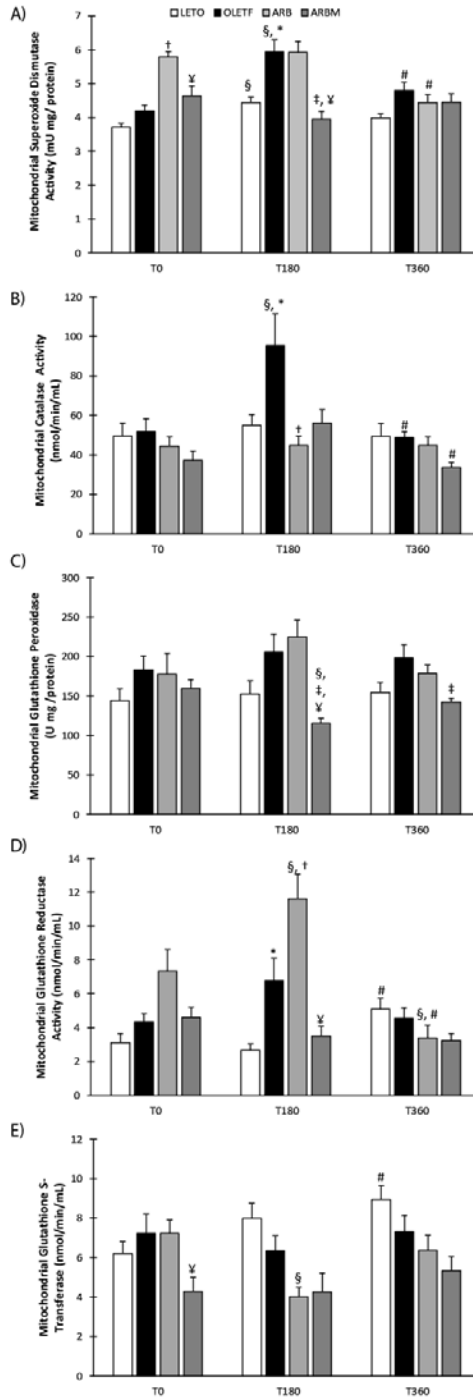 A)
LETO OLETF ARB ARBM
Mitochondrial Superoxide Dismutase
Activity (mU mg/ protein)
7
6
5
4
3
2
1
0
†
¥
§
§, *
‡, ¥
#
#
T0 T180 T360
B)
Mitochondrial Catalase Activity
(nmol/min/mL)
120
100
80
60
40
20
0
§, *
†
#
#
T0 T180 T360
C)
Mitochondrial Glutathione Peroxidase
(U mg /protein)
300
250
200
150
100
50
0
§,
‡,
¥
‡
T0 T180 T360
D)
Mitochondrial Glutathione Reductase
Activity (nmol/min/mL)
14
12
10
8
6
4
2
0
*
§, †
¥
#
§, #
T0 T180 T360
E)
Mitochondrial Glutathione S-
Transferase (nmol/min/mL)
12
10
8
6
4
2
0
¥
§
#
T0 T180 T360